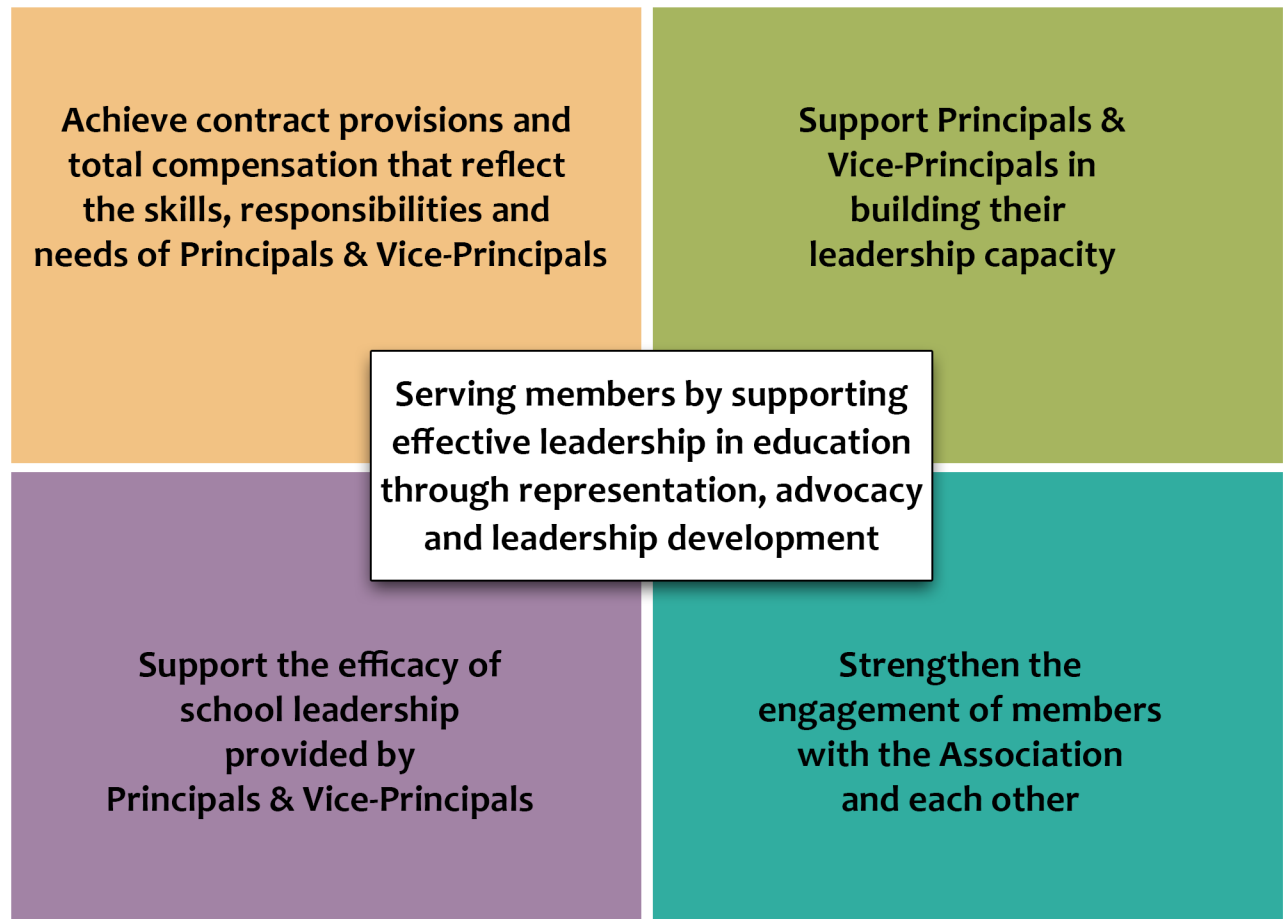 Achieve contract provisions and
total compensation that reflect
the skills, responsibilities and
needs of Principals & Vice-Principals
Support Principals &
Vice-Principals in
building their
leadership capacity
Serving members by supporting
effective leadership in education
through representation, advocacy
and leadership development
Support the efficacy of
school leadership
provided by
Principals & Vice-Principals
Strengthen the
engagement of members
with the Association
and each other